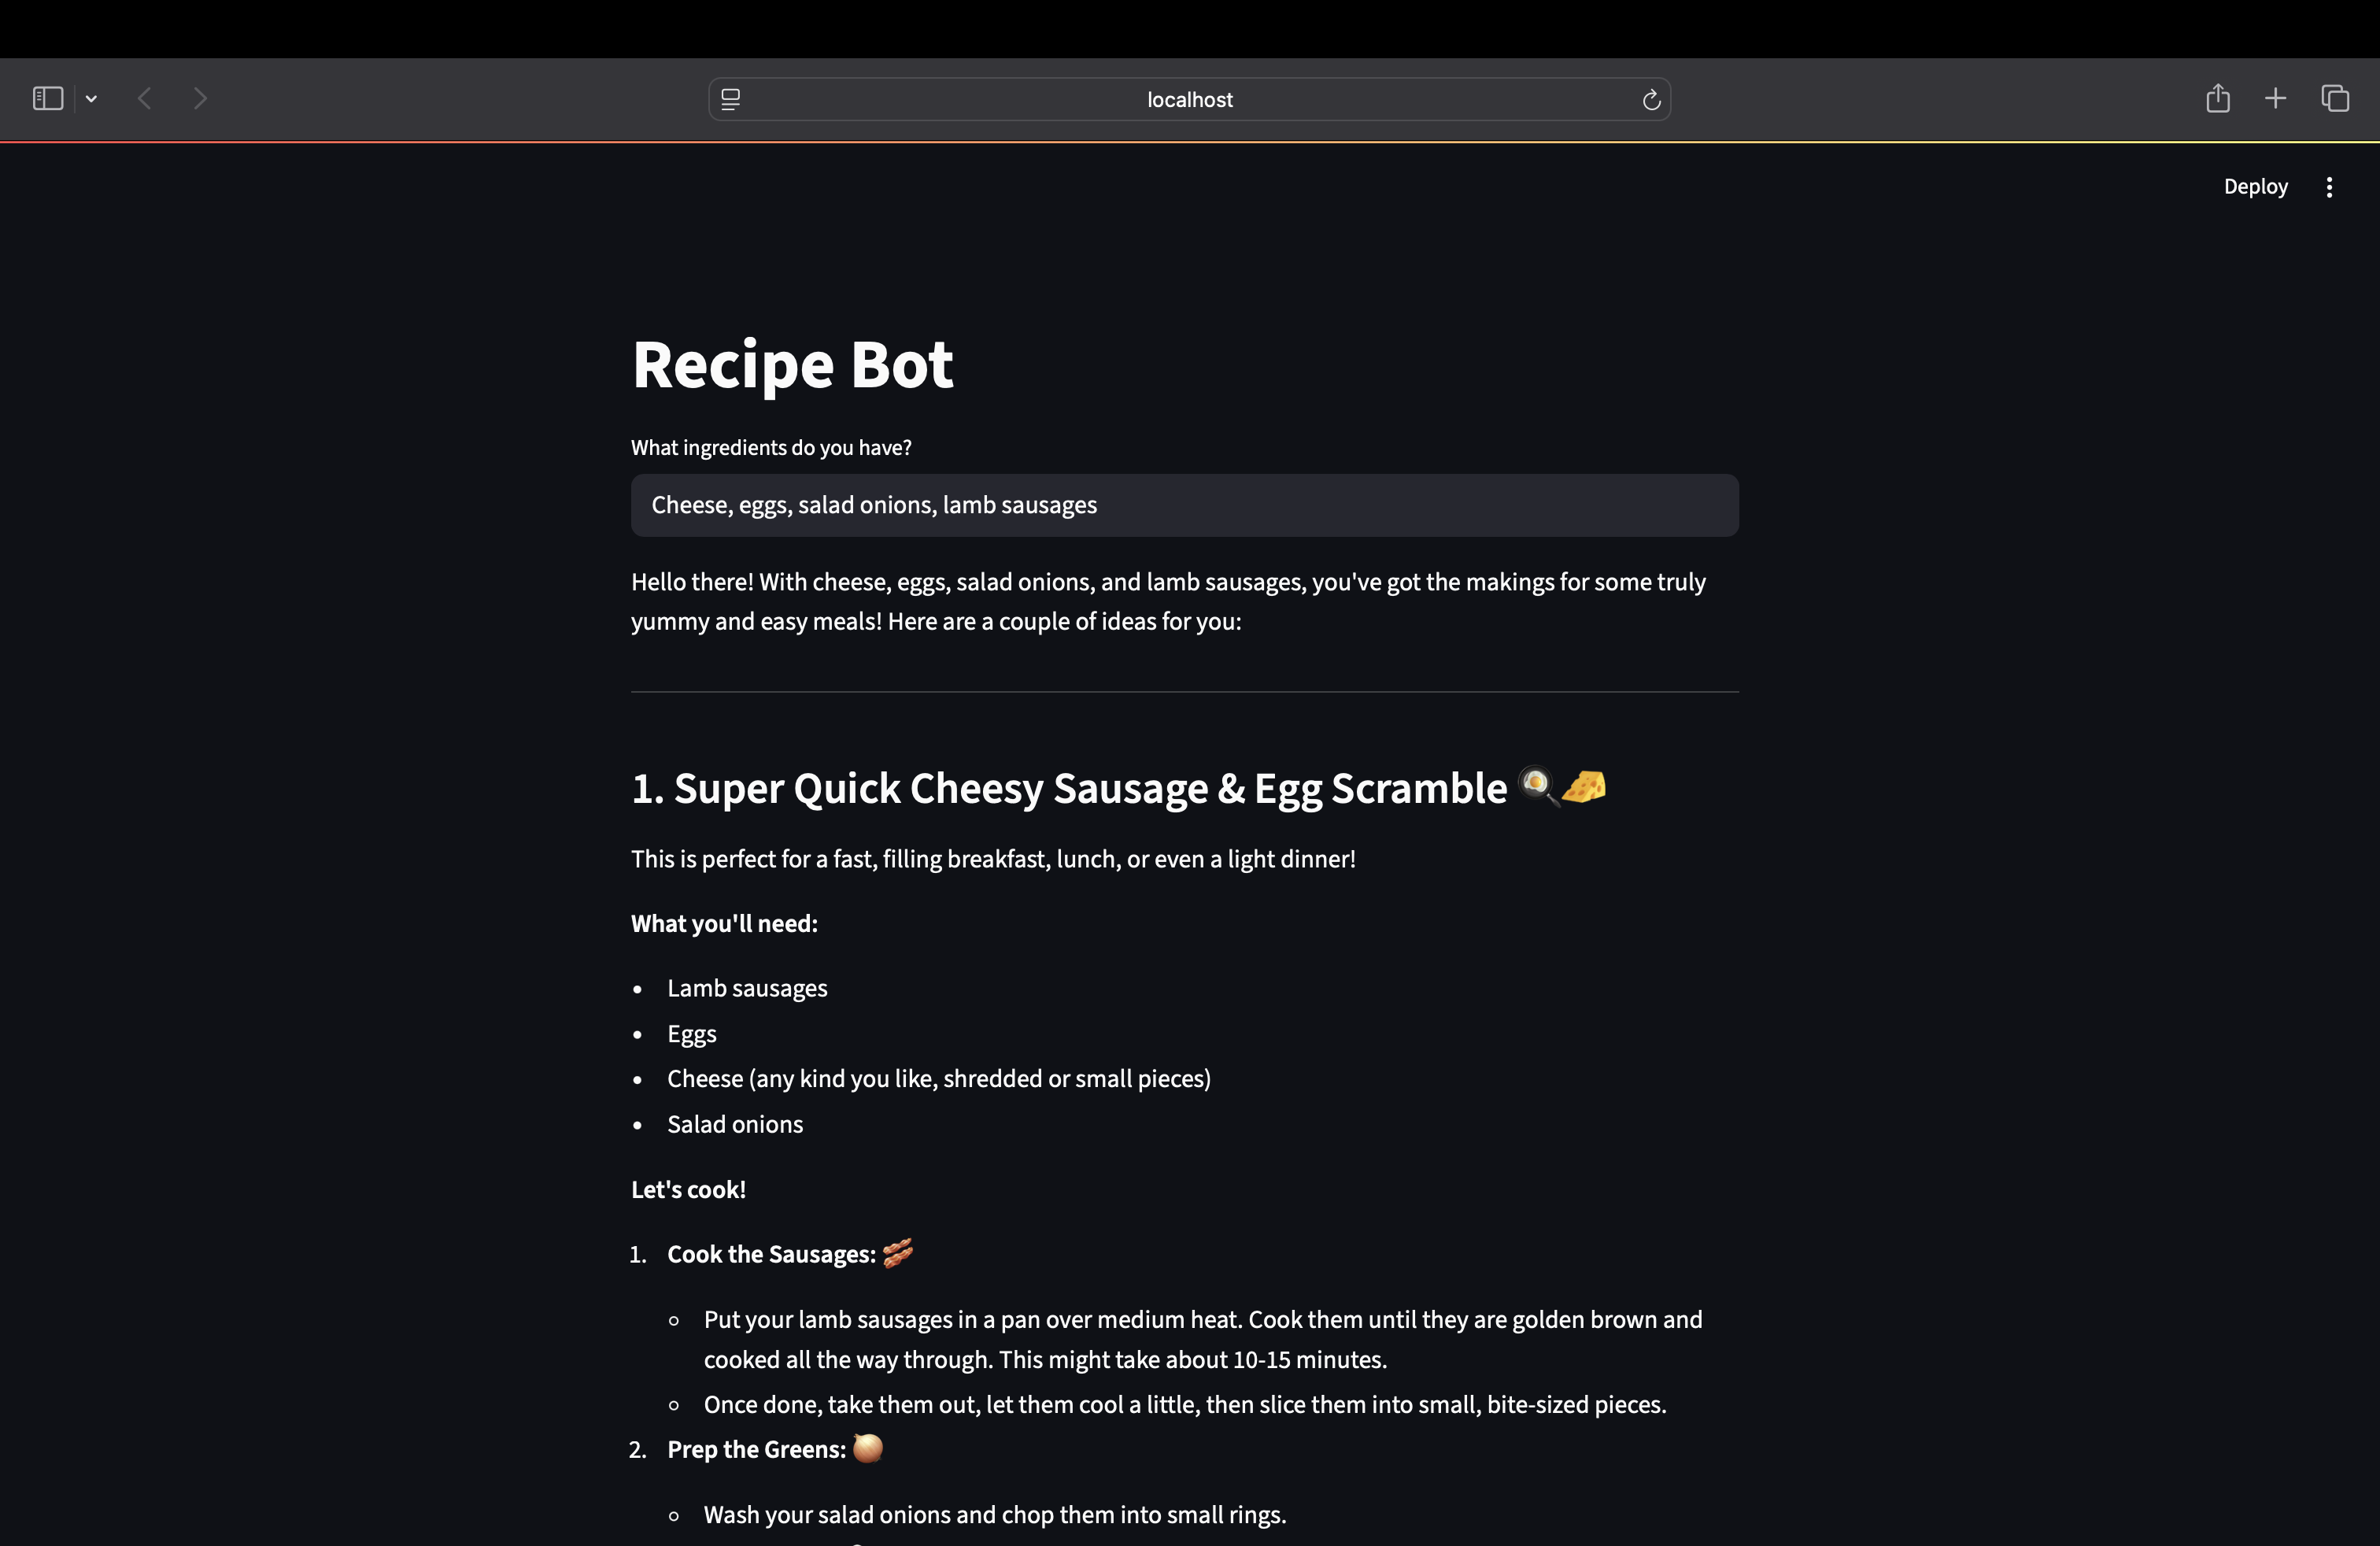 localhost
Deploy
Recipe Bot
What ingredients do you have?
Cheese, eggs, salad onions, lamb sausages
Hello there! With cheese, eggs, salad onions, and lamb sausages, you've got the makings for some truly
yummy and easy meals! Here are a couple of ideas for you:
1. Super Quick Cheesy Sausage & Egg Scramble 🍳🧀
This is perfect for a fast, filling breakfast, lunch, or even a light dinner!
What you'll need:
• Lamb sausages
• Eggs
• Cheese (any kind you like, shredded or small pieces)
• Salad onions
Let's cook!
1. Cook the Sausages: 🥓
◦ Put your lamb sausages in a pan over medium heat. Cook them until they are golden brown and
cooked all the way through. This might take about 10-15 minutes.
◦ Once done, take them out, let them cool a little, then slice them into small, bite-sized pieces.
2. Prep the Greens: 🧅
◦ Wash your salad onions and chop them into small rings.